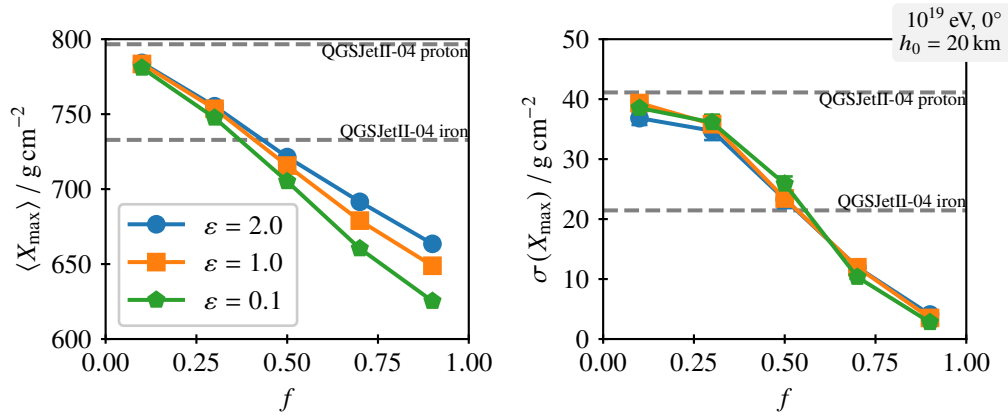 10¹⁹ eV, 0°
h₀ = 20 km
⟨X_max⟩ / g cm⁻²
800
750
700
650
600
QGSJetII-04 proton
QGSJetII-04 iron
ε = 2.0
ε = 1.0
ε = 0.1
0.00 0.25 0.50 0.75 1.00
f
σ (X_max) / g cm⁻²
50
40
30
20
10
0
QGSJetII-04 proton
QGSJetII-04 iron
0.00 0.25 0.50 0.75 1.00
f